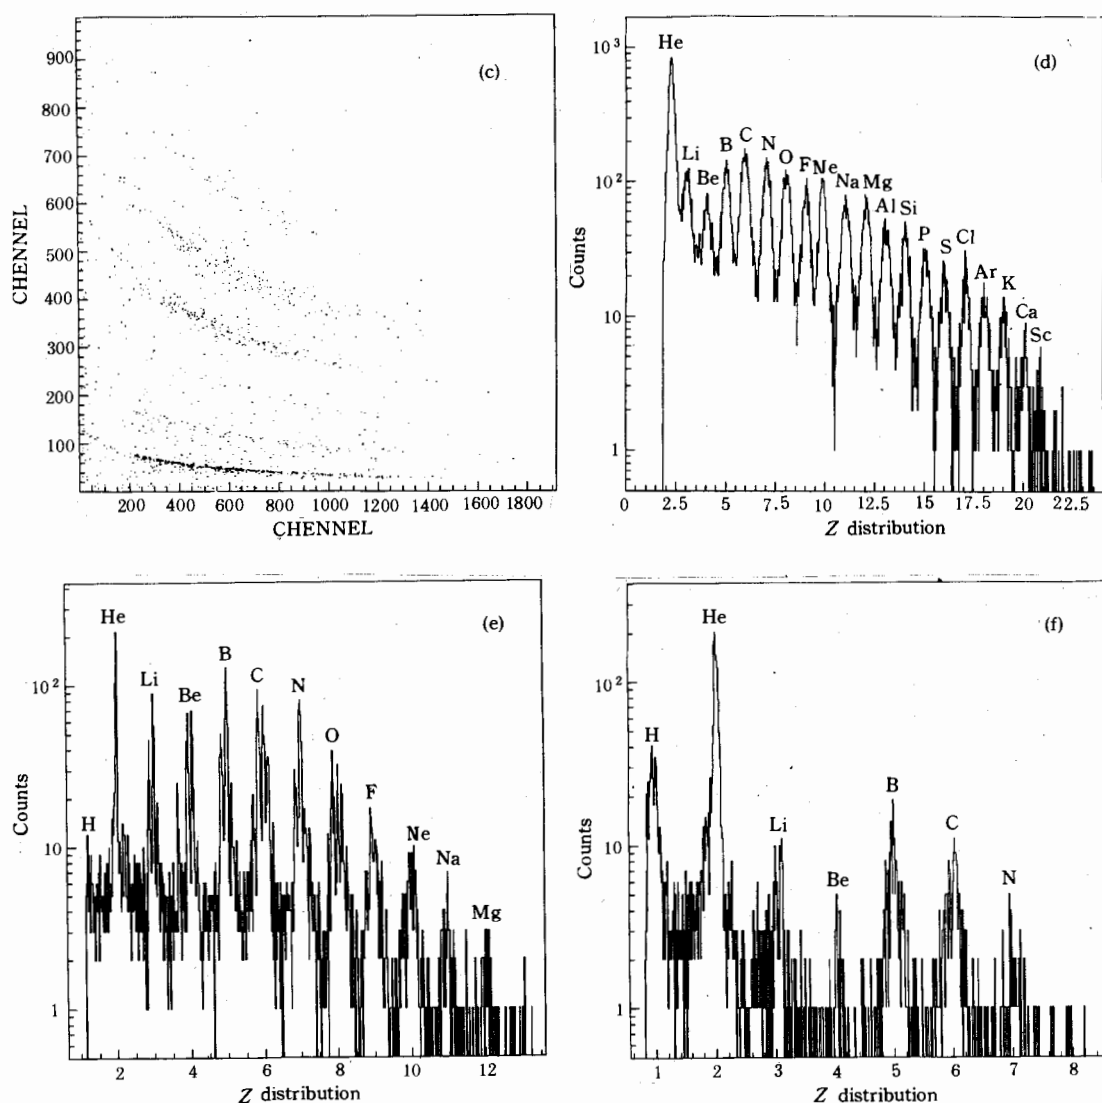 (c)
900
800
700
600
500
400
300
200
100
CHENNEL
200 400 600 800 1000 1200 1400 1600 1800
CHENNEL
(d)
10³
10²
10
1
Counts
He
Li
Be
B
C
N
O
F
Ne
Na
Mg
Al
Si
P
S
Cl
Ar
K
Ca
Sc
0 2.5 5 7.5 10 12.5 15 17.5 20 22.5
Z distribution
(e)
10²
10
1
Counts
H
He
Li
Be
B
C
N
O
F
Ne
Na
Mg
2 4 6 8 10 12
Z distribution
(f)
10²
10
1
Counts
H
He
Li
Be
B
C
N
1 2 3 4 5 6 7 8
Z distribution